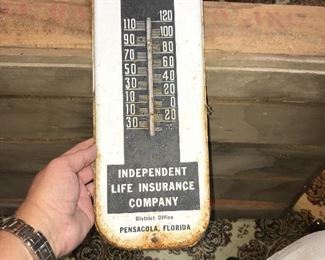 120
110
100
90
80
70
60
50
40
30
20
10
0
10
20
30
USA
INDEPENDENT
LIFE INSURANCE
COMPANY
District Office
PENSACOLA, FLORIDA